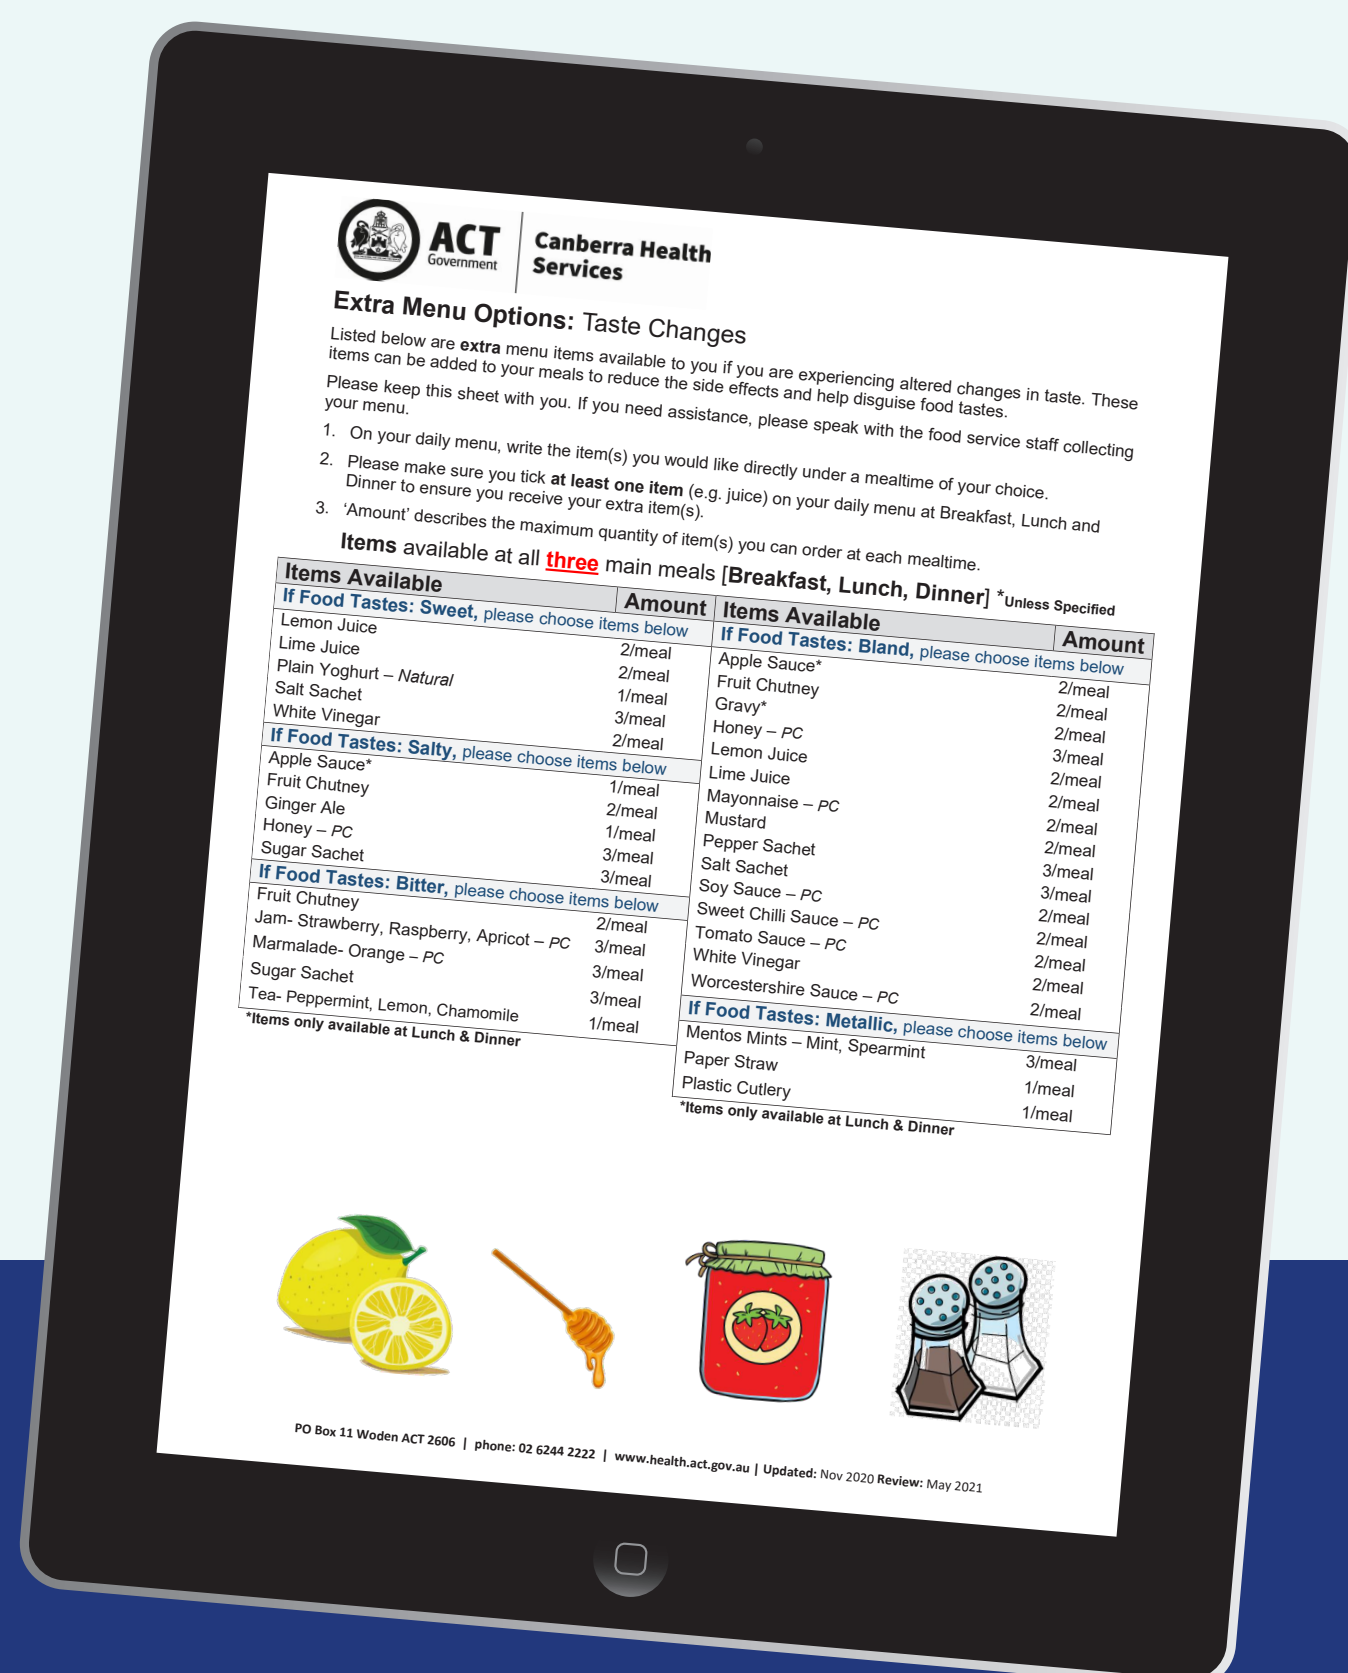 ACT
Government
Canberra Health
Services
Extra Menu Options: Taste Changes
Listed below are extra menu items available to you if you are experiencing altered changes in taste. These
items can be added to your meals to reduce the side effects and help disguise food tastes.
Please keep this sheet with you. If you need assistance, please speak with the food service staff collecting
your menu.
1. On your daily menu, write the item(s) you would like directly under a mealtime of your choice.
2. Please make sure you tick at least one item (e.g. juice) on your daily menu at Breakfast, Lunch and
Dinner to ensure you receive your extra item(s).
3. ‘Amount’ describes the maximum quantity of item(s) you can order at each mealtime.
Items available at all three main meals [Breakfast, Lunch, Dinner] *Unless Specified
Items Available Amount
If Food Tastes: Sweet, please choose items below
Lemon Juice 2/meal
Lime Juice 2/meal
Plain Yoghurt – Natural 1/meal
Salt Sachet 3/meal
White Vinegar 2/meal
If Food Tastes: Salty, please choose items below
Apple Sauce* 1/meal
Fruit Chutney 2/meal
Ginger Ale 1/meal
Honey – PC 3/meal
Sugar Sachet 3/meal
If Food Tastes: Bitter, please choose items below
Fruit Chutney 2/meal
Jam- Strawberry, Raspberry, Apricot – PC 3/meal
Marmalade- Orange – PC 3/meal
Sugar Sachet 3/meal
Tea- Peppermint, Lemon, Chamomile 1/meal
*Items only available at Lunch & Dinner
Items Available Amount
If Food Tastes: Bland, please choose items below
Apple Sauce* 2/meal
Fruit Chutney 2/meal
Gravy* 2/meal
Honey – PC 3/meal
Lemon Juice 2/meal
Lime Juice 2/meal
Mayonnaise – PC 2/meal
Mustard 2/meal
Pepper Sachet 3/meal
Salt Sachet 3/meal
Soy Sauce – PC 2/meal
Sweet Chilli Sauce – PC 2/meal
Tomato Sauce – PC 2/meal
White Vinegar 2/meal
Worcestershire Sauce – PC 2/meal
If Food Tastes: Metallic, please choose items below
Mentos Mints – Mint, Spearmint 3/meal
Paper Straw 1/meal
Plastic Cutlery 1/meal
*Items only available at Lunch & Dinner
PO Box 11 Woden ACT 2606 | phone: 02 6244 2222 | www.health.act.gov.au | Updated: Nov 2020 Review: May 2021